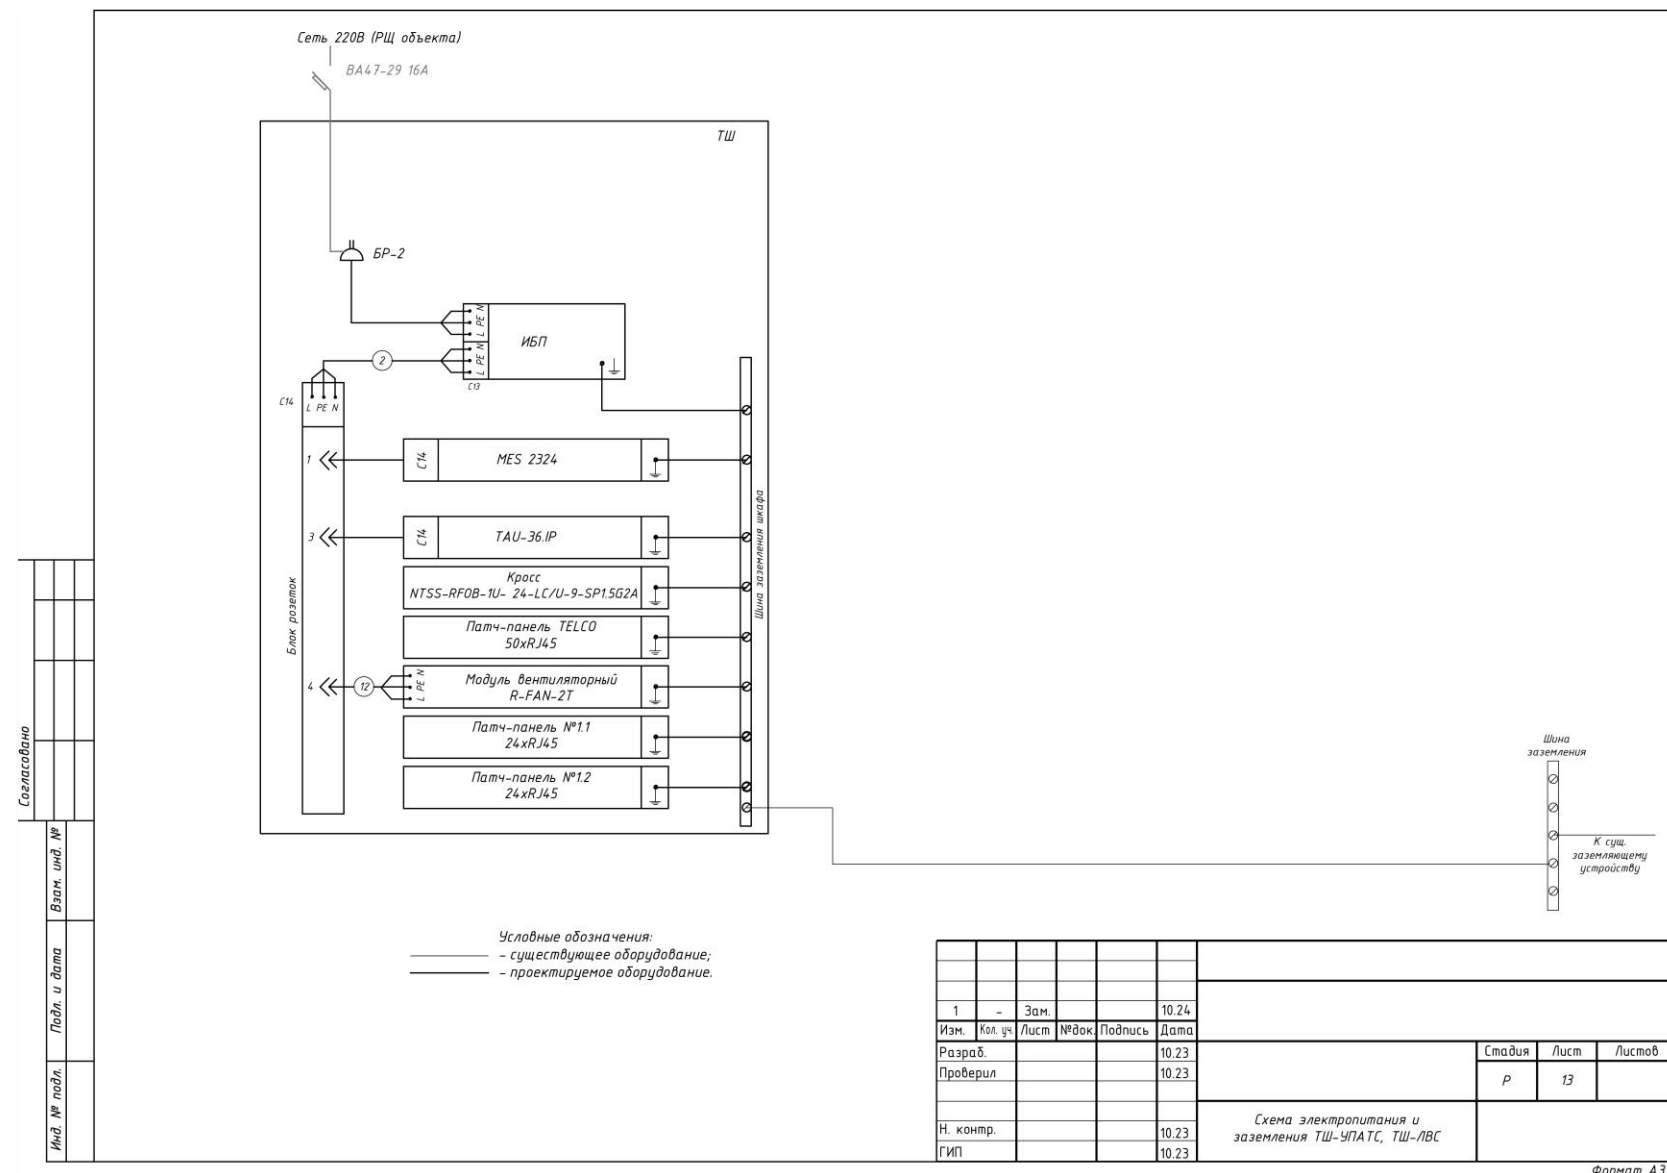 Сеть 220В (РЩ объекта)
ВА47-29 16А
ТШ
БР-2
L PE N
ИБП
2
L PE N
С13
С14
L PE N
1
С14
MES 2324
3
С14
TAU-36.IP
Кросс
NTSS-RFOB-1U- 24-LC/U-9-SP1.5G2A
Патч-панель TELCO
50xRJ45
4
12
L PE N
Модуль вентиляторный
R-FAN-2T
Патч-панель №1.1
24xRJ45
Патч-панель №1.2
24xRJ45
Блок розеток
Шина заземления шкафа
Шина
заземления
К сущ.
заземляющему
устройству
Условные обозначения:
- существующее оборудование;
- проектируемое оборудование.
Согласовано
Взам. инд. №
Подп. и дата
Инд. № подл.
1 - Зам. 10.24
Изм. Кол. уч. Лист №док. Подпись Дата
Разраб. 10.23
Проверил 10.23
Н. контр. 10.23
ГИП 10.23
Стадия Лист Листов
Р 13
Схема электропитания и
заземления ТШ-УПАТС, ТШ-ЛВС
Формат А3